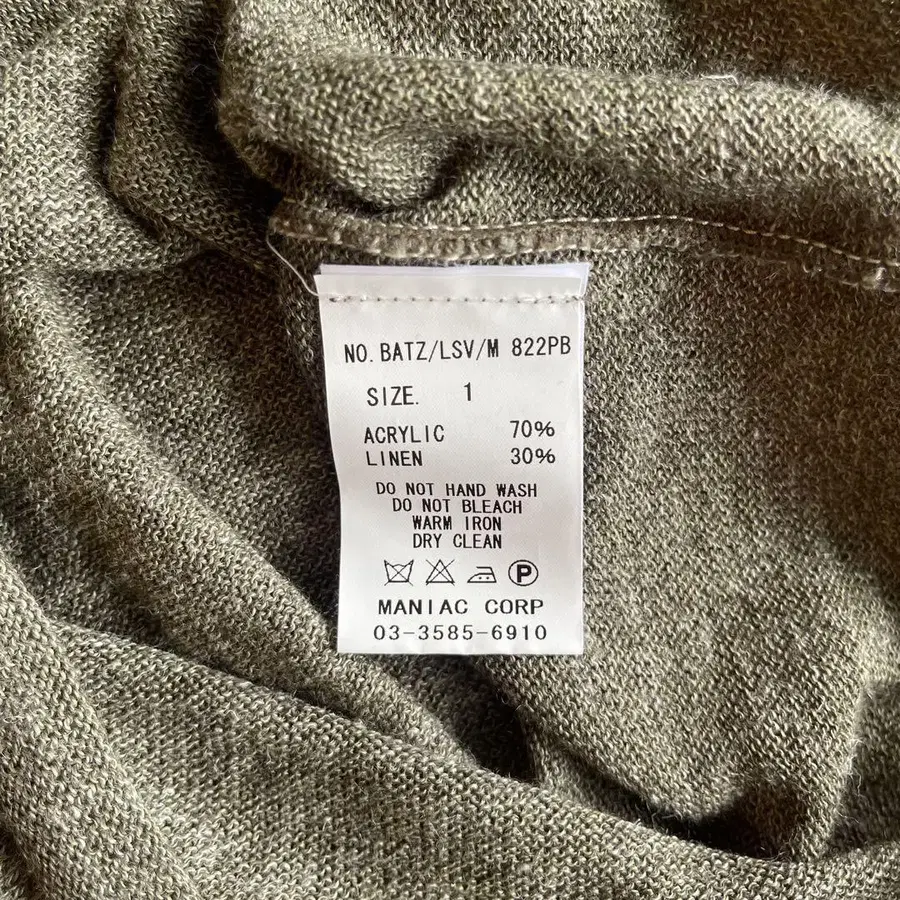 NO. BATZ/LSV/M 822PB
SIZE. 1
ACRYLIC 70%
LINEN 30%
DO NOT HAND WASH
DO NOT BLEACH
WARM IRON
DRY CLEAN
P
MANIAC CORP
03-3585-6910